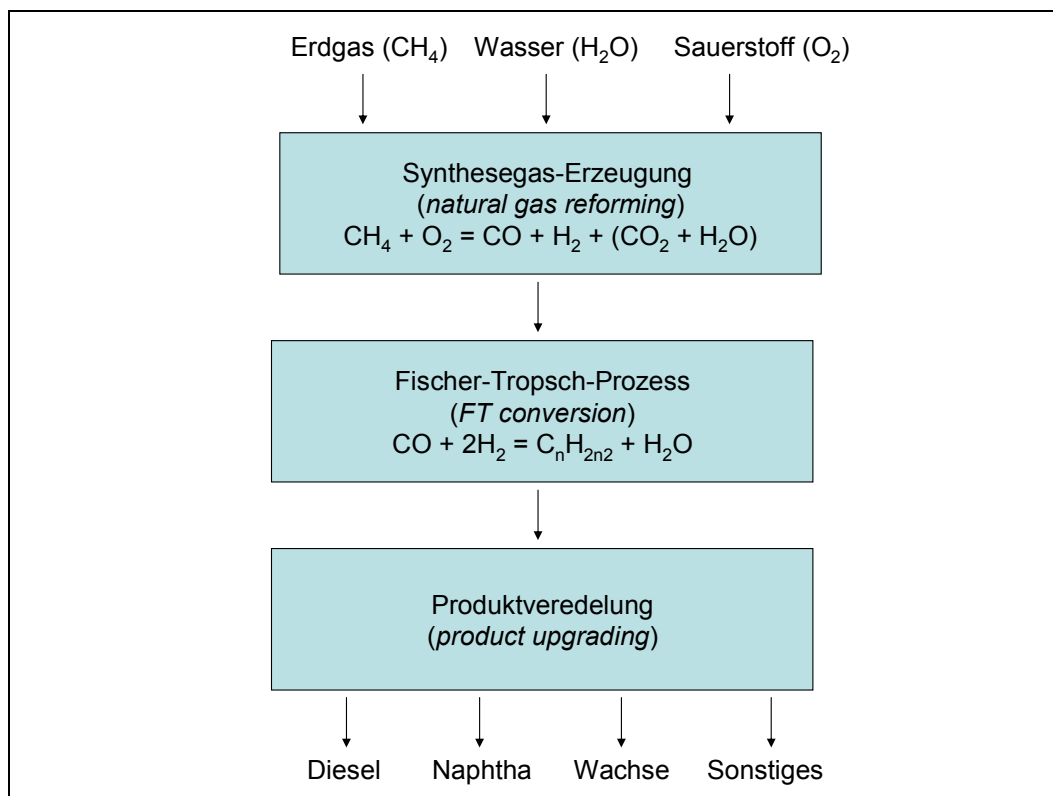 Erdgas (CH₄) Wasser (H₂O) Sauerstoff (O₂)
Synthesegas-Erzeugung
(natural gas reforming)
CH₄ + O₂ = CO + H₂ + (CO₂ + H₂O)
Fischer-Tropsch-Prozess
(FT conversion)
CO + 2H₂ = CₙH₂ₙ₂ + H₂O
Produktveredelung
(product upgrading)
Diesel Naphtha Wachse Sonstiges